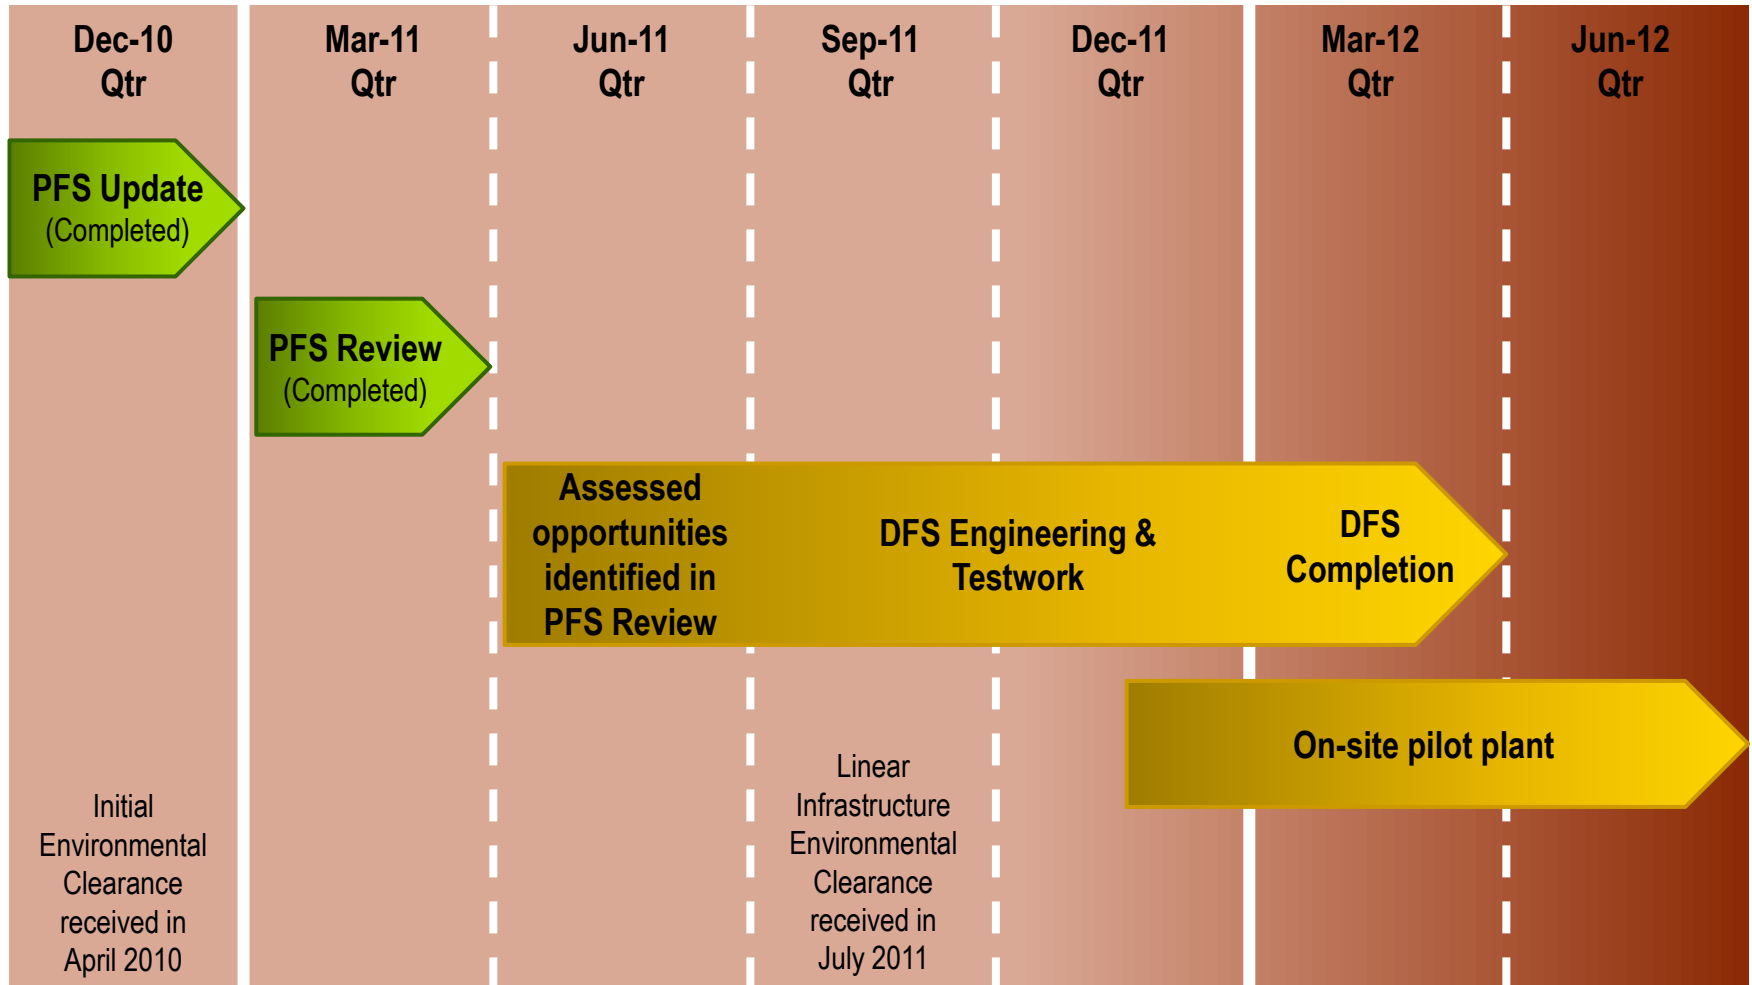 Dec-10
Qtr
Mar-11
Qtr
Jun-11
Qtr
Sep-11
Qtr
Dec-11
Qtr
Mar-12
Qtr
Jun-12
Qtr
PFS Update
(Completed)
PFS Review
(Completed)
Assessed
opportunities
identified in
PFS Review
DFS Engineering &
Testwork
DFS
Completion
On-site pilot plant
Initial
Environmental
Clearance
received in
April 2010
Linear
Infrastructure
Environmental
Clearance
received in
July 2011